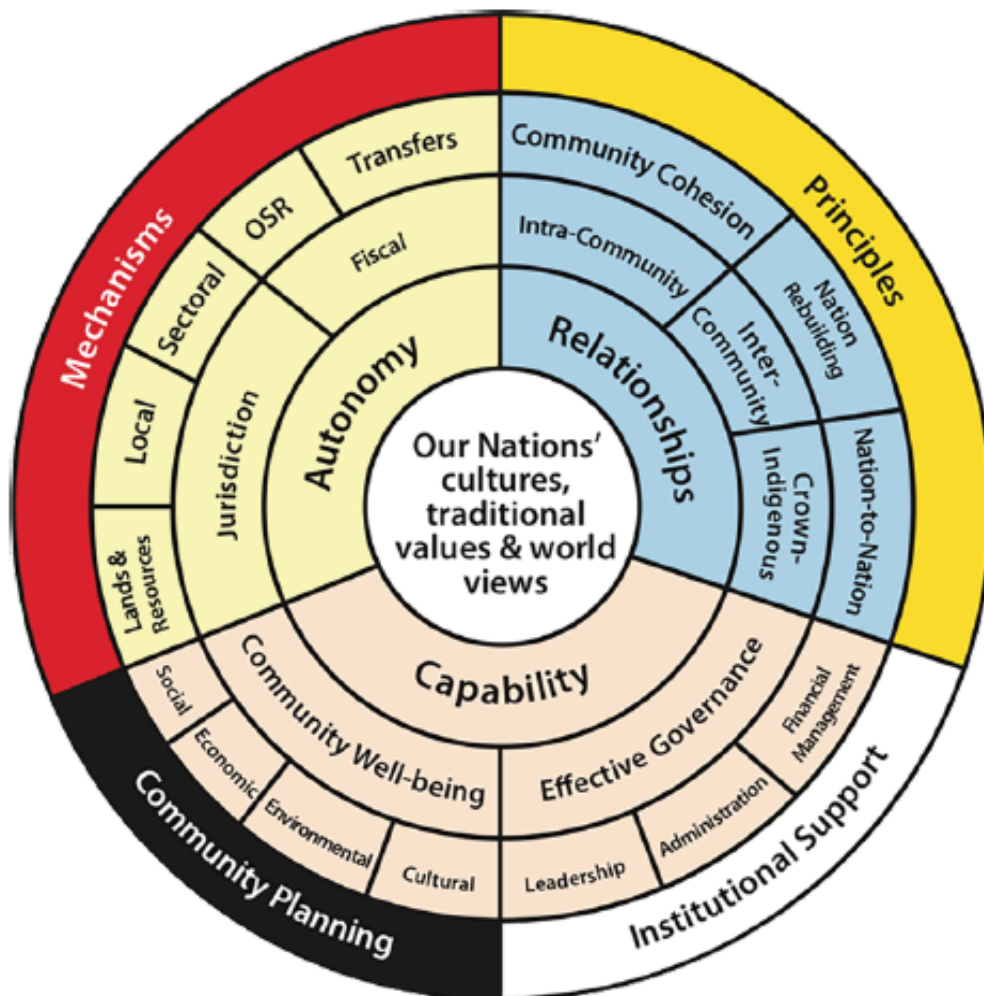 Mechanisms
Principles
Transfers
OSR
Sectoral
Local
Lands &
Resources
Fiscal
Jurisdiction
Autonomy
Community Cohesion
Intra-Community
Nation
Rebuilding
Inter-
Community
Nation-to-Nation
Crown-
Indigenous
Relationships
Our Nations’
cultures,
traditional
values & world
views
Capability
Community Well-being
Effective Governance
Social
Economic
Environmental
Cultural
Leadership
Administration
Financial
Management
Community Planning
Institutional Support